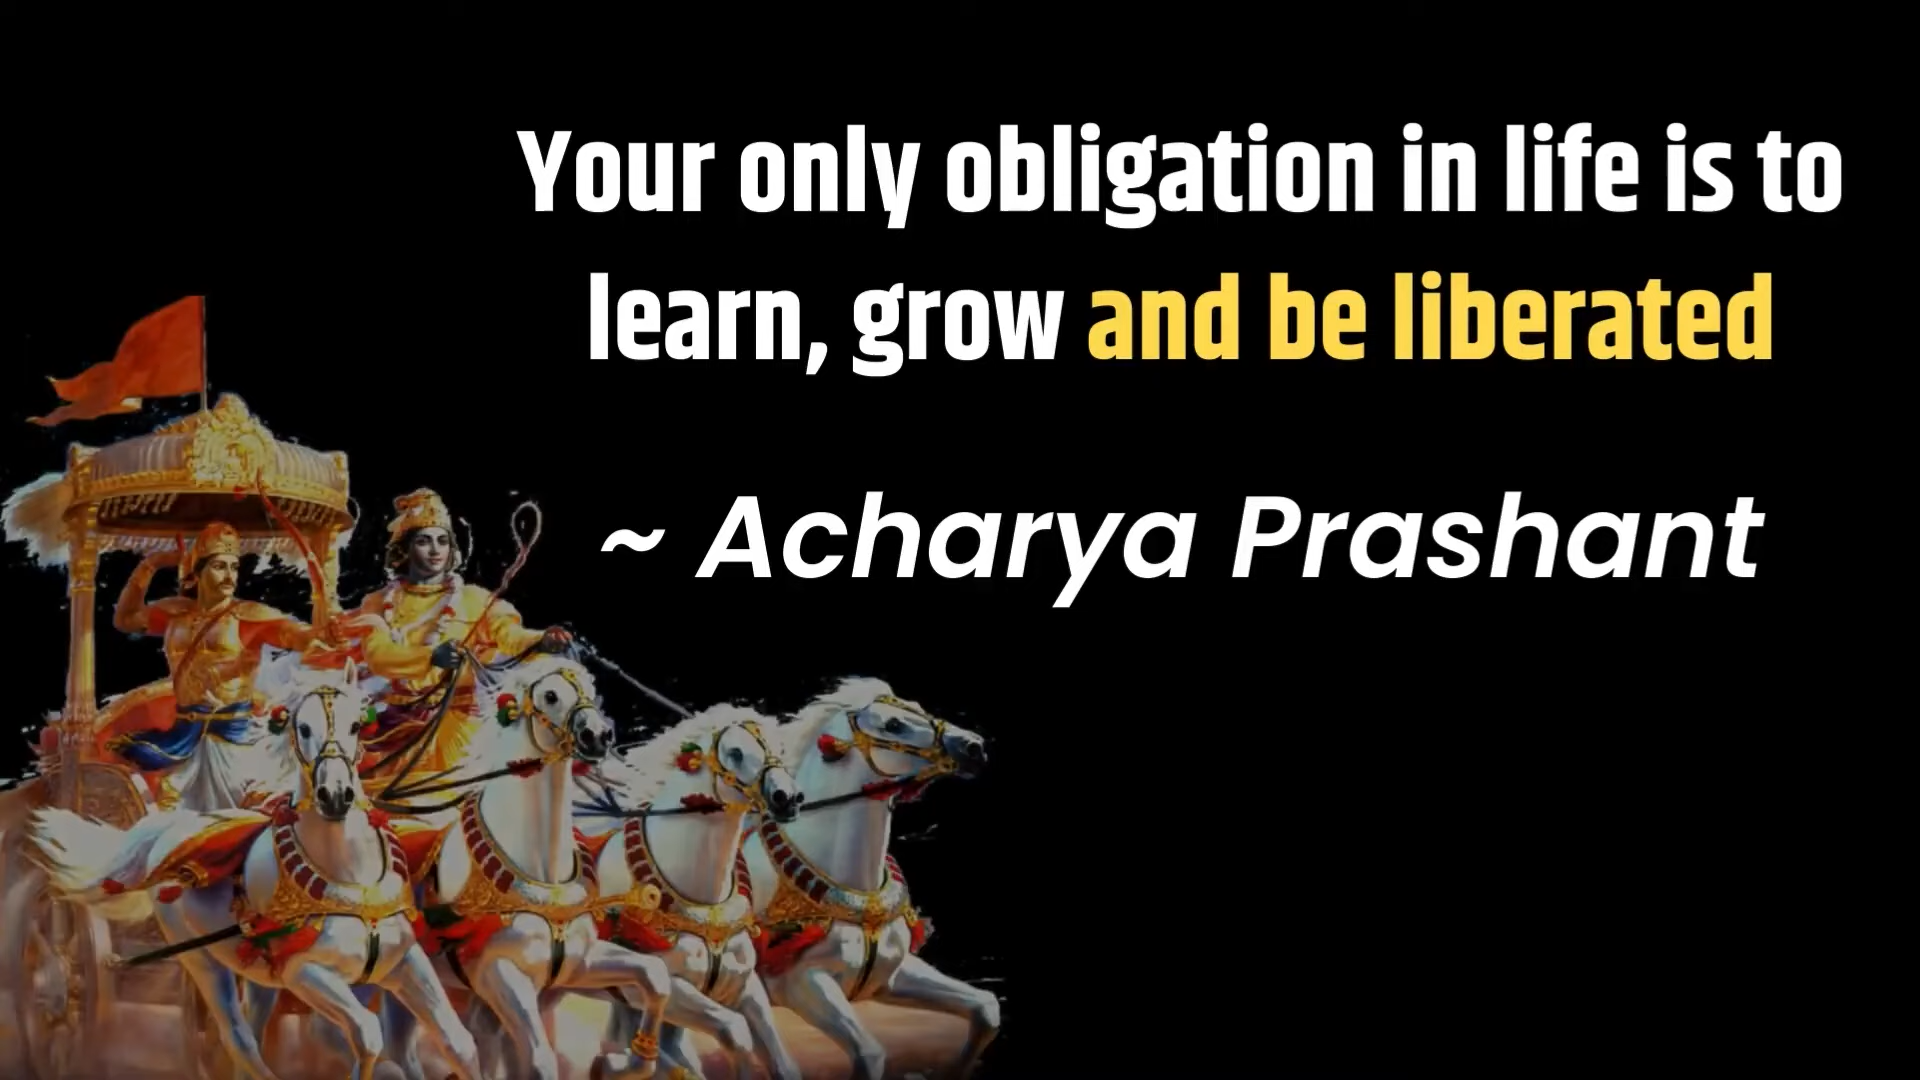 Your only obligation in life is to
learn, grow and be liberated
~ Acharya Prashant